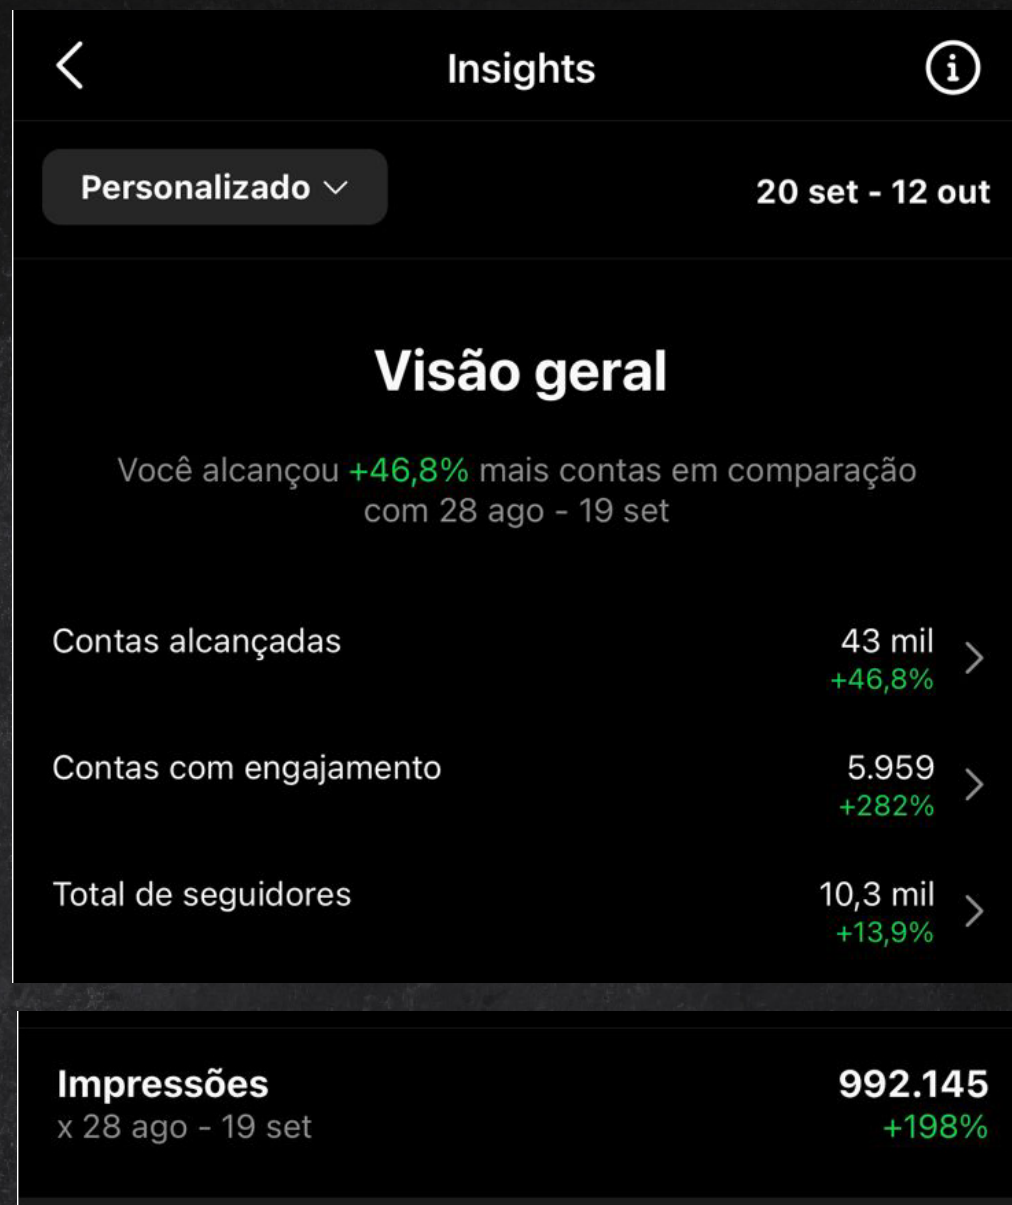 Insights
Personalizado
20 set - 12 out
Visão geral
Você alcançou +46,8% mais contas em comparação
com 28 ago - 19 set
Contas alcançadas
43 mil
+46,8%
Contas com engajamento
5.959
+282%
Total de seguidores
10,3 mil
+13,9%
Impressões
992.145
x 28 ago - 19 set
+198%